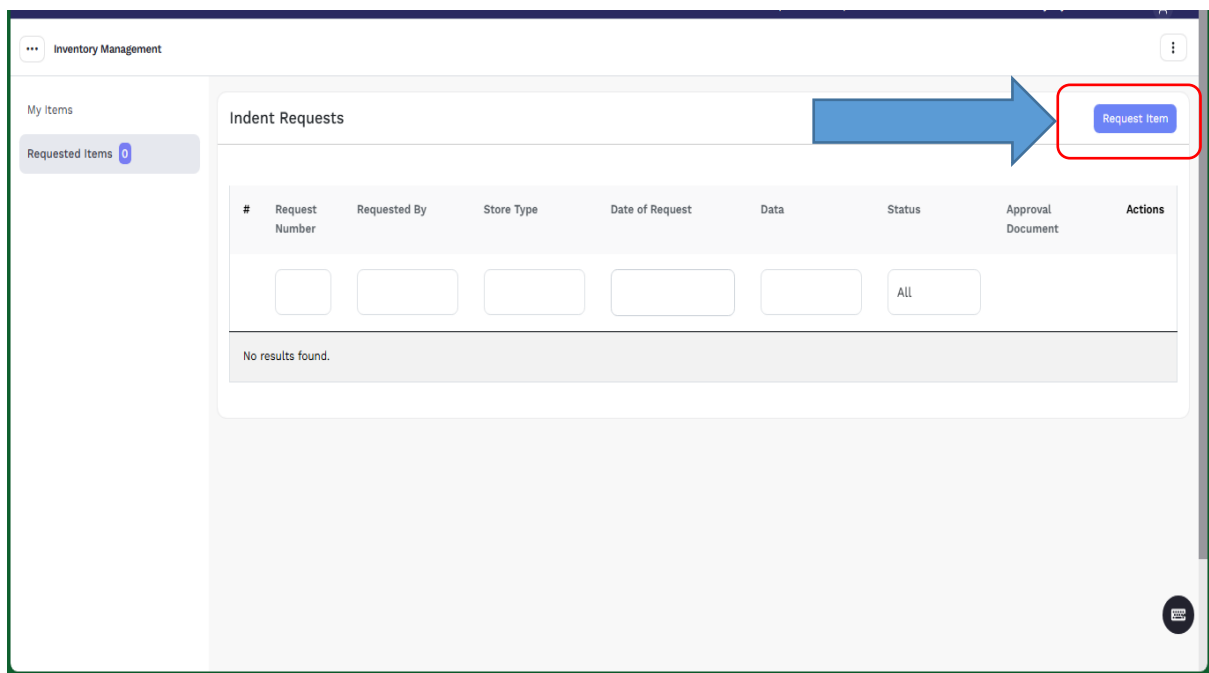 Inventory Management
My Items
Requested Items 0
Indent Requests
Request Item
# Request Number Requested By Store Type Date of Request Data Status Approval Document Actions
All
No results found.